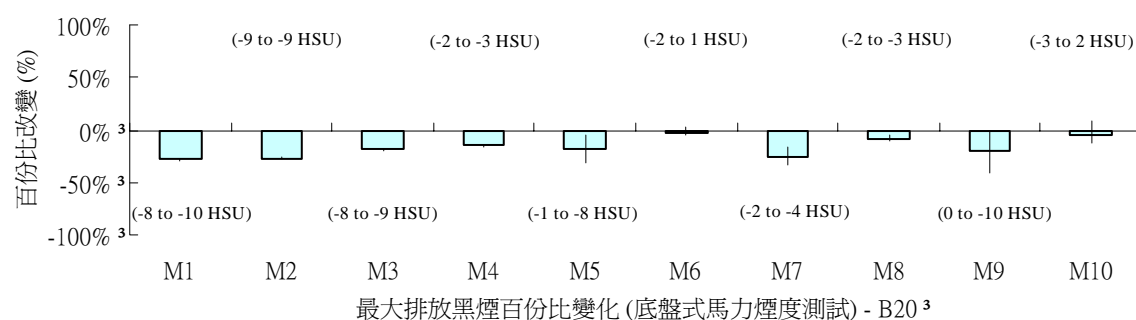 100%
(-9 to -9 HSU) (-2 to -3 HSU) (-2 to 1 HSU) (-2 to -3 HSU) (-3 to 2 HSU)
50%
百份比改變 (%)
0% ³
-50% ³
(-8 to -10 HSU) (-8 to -9 HSU) (-1 to -8 HSU) (-2 to -4 HSU) (0 to -10 HSU)
-100% ³
M1 M2 M3 M4 M5 M6 M7 M8 M9 M10
最大排放黑煙百份比變化 (底盤式馬力煙度測試) - B20 ³